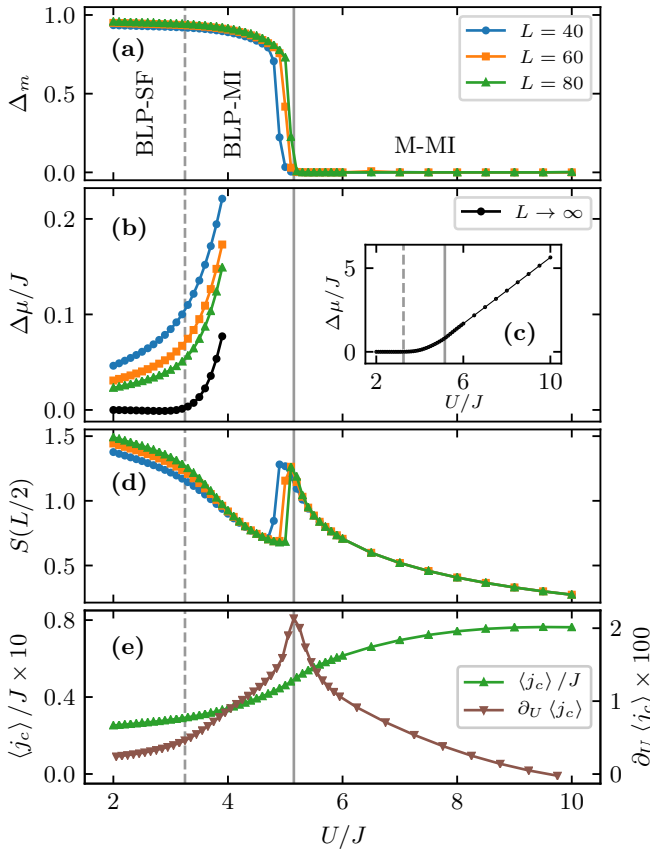 1.0
0.5
0.0
Δ_m
(a)
BLP-SF
BLP-MI
M-MI
L = 40
L = 60
L = 80
0.2
0.1
0.0
Δμ/J
(b)
L → ∞
5
0
Δμ/J
(c)
2
6
10
U/J
1.5
1.0
0.5
S(L/2)
(d)
0.8
0.4
0.0
⟨j_c⟩/J × 10
(e)
⟨j_c⟩/J
∂_U ⟨j_c⟩
2
1
0
∂_U ⟨j_c⟩ × 100
2
4
6
8
10
U/J